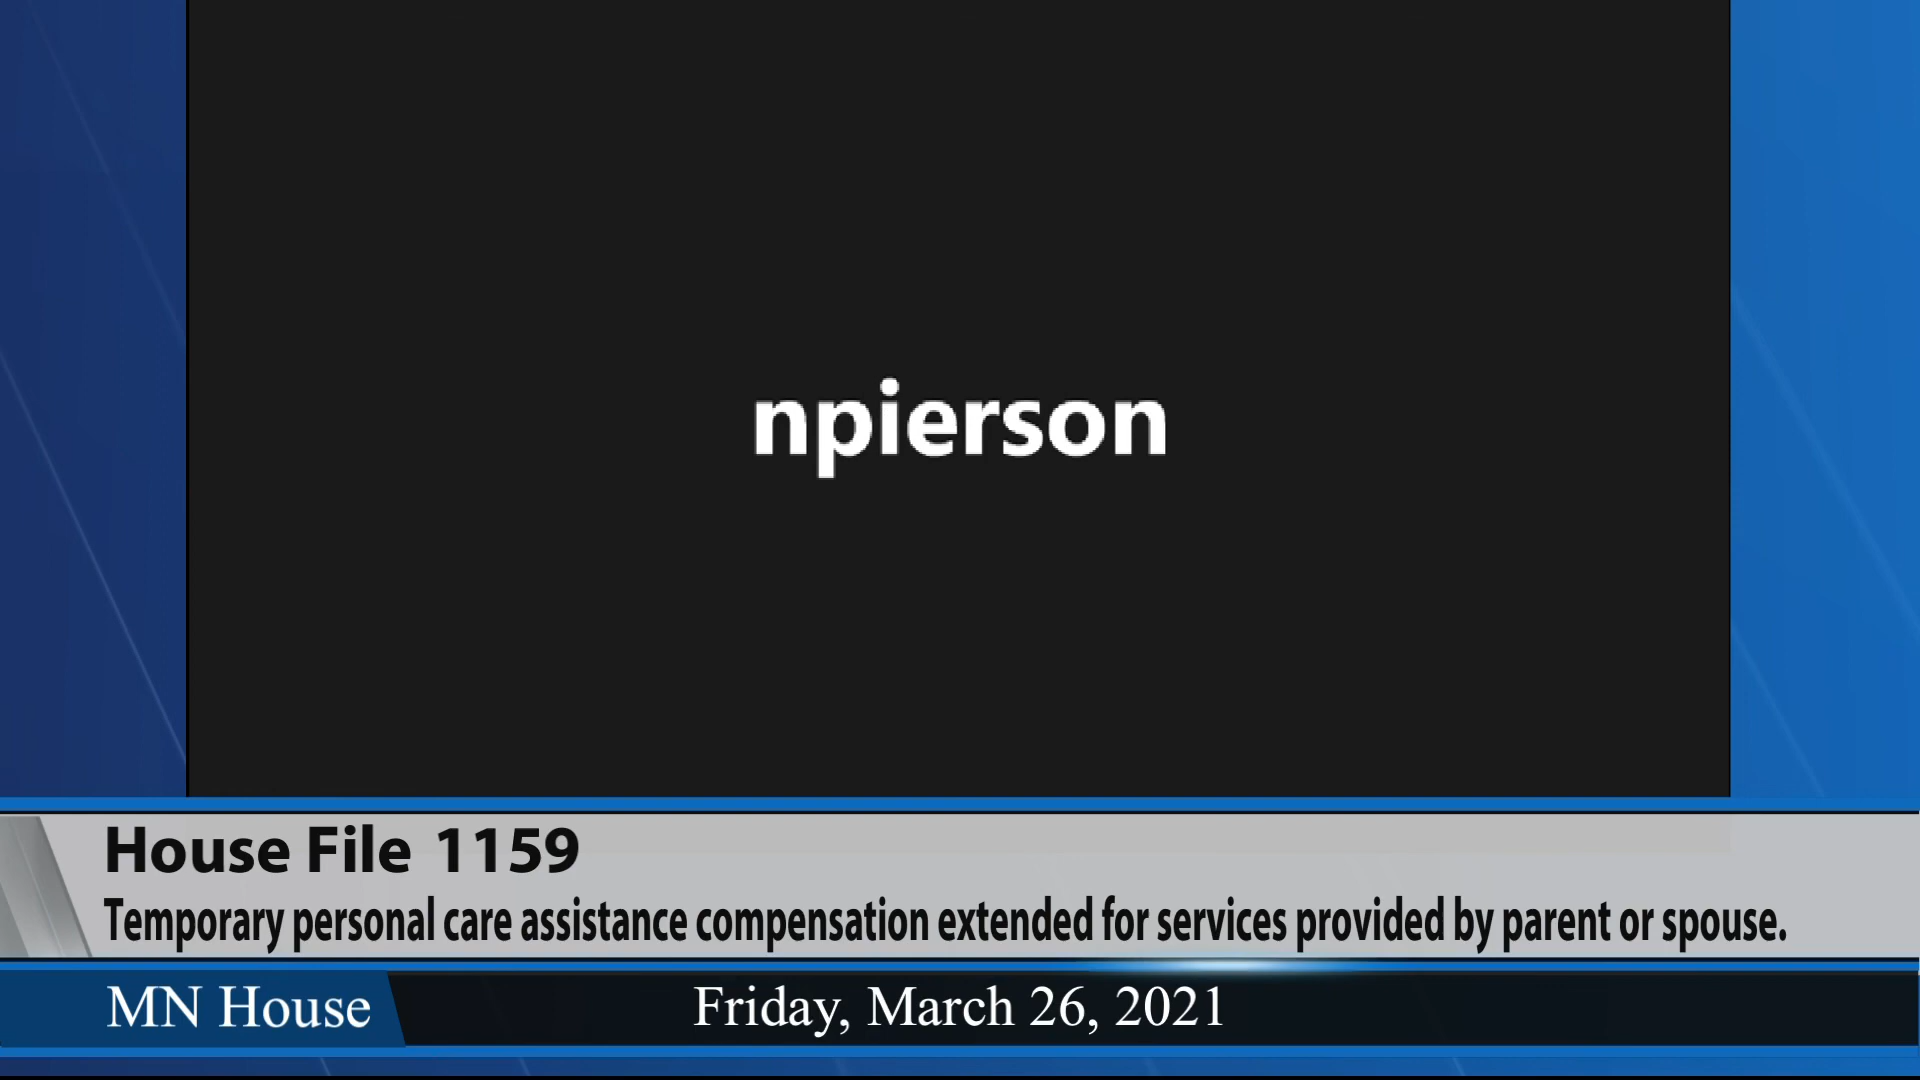 npierson
House File 1159
Temporary personal care assistance compensation extended for services provided by parent or spouse.
MN House
Friday, March 26, 2021